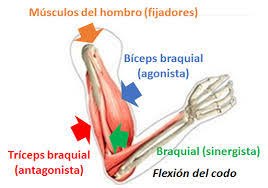 Músculos del hombro (fijadores)
Bíceps braquial
(agonista)
Tríceps braquial
(antagonista)
Braquial (sinergista)
Flexión del codo